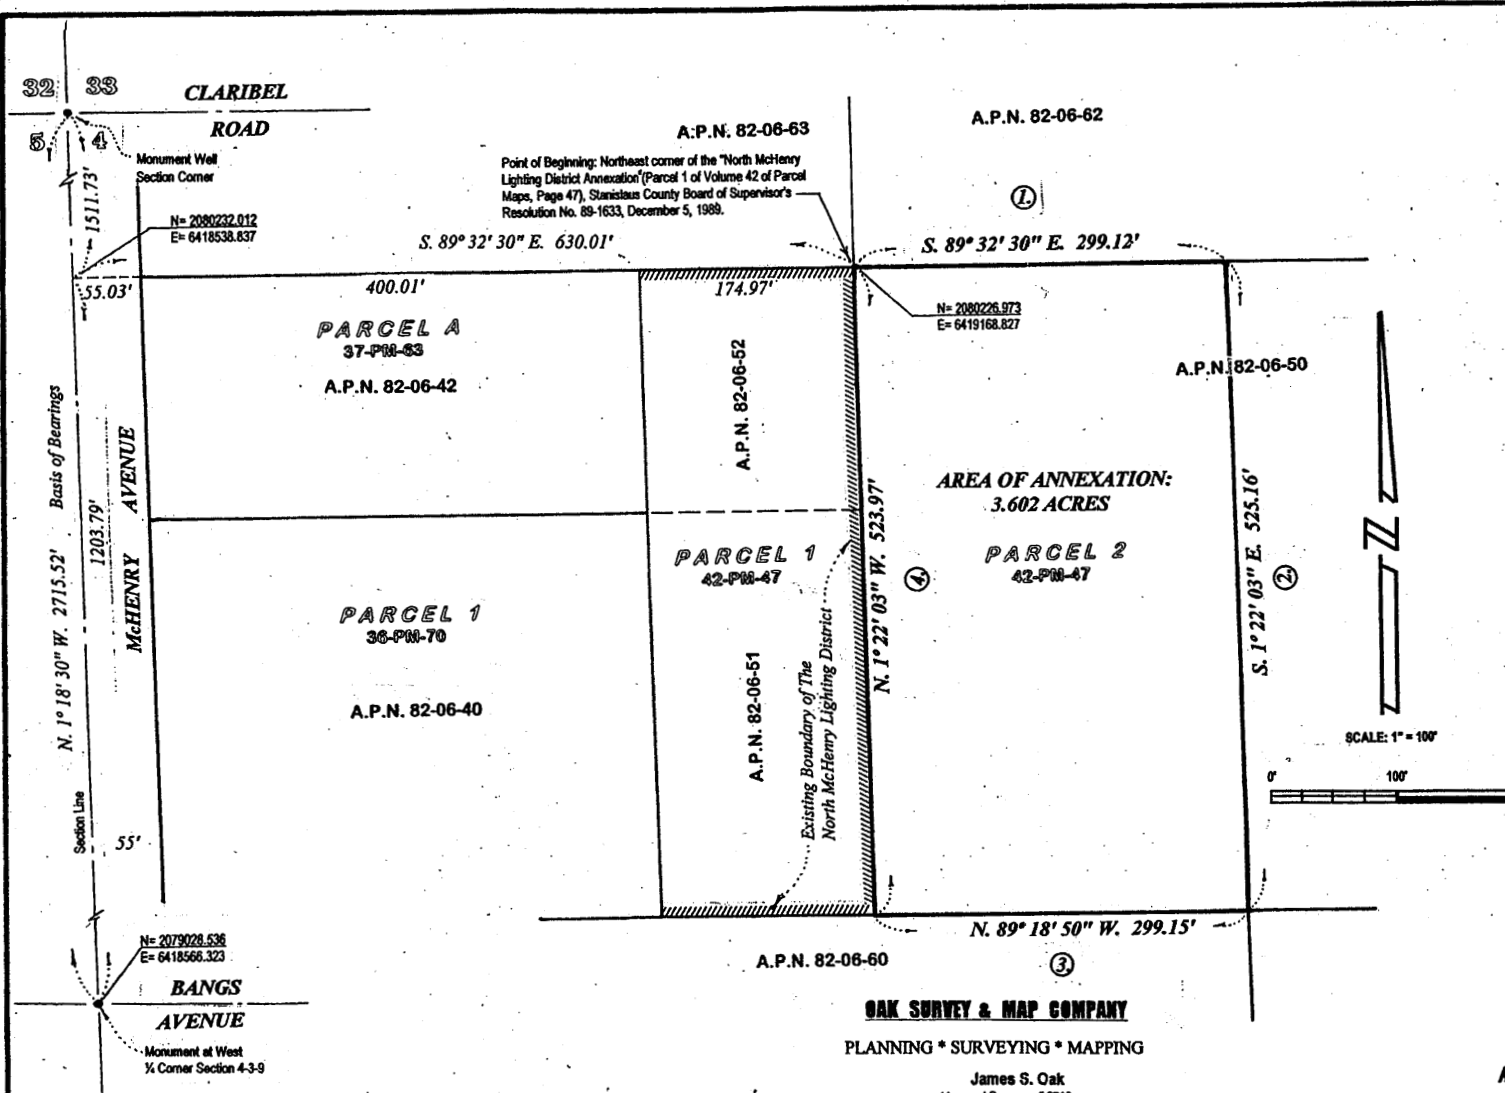 32 33
CLARIBEL
ROAD
5 4
Monument Well
Section Corner
1511.73'
N= 2080232.012
E= 6418538.837
A.P.N. 82-06-63
A.P.N. 82-06-62
Point of Beginning: Northeast corner of the "North McHenry
Lighting District Annexation"(Parcel 1 of Volume 42 of Parcel
Maps, Page 47), Stanislaus County Board of Supervisor's
Resolution No. 89-1633, December 5, 1989.
1.
S. 89° 32' 30" E. 630.01'
S. 89° 32' 30" E. 299.12'
55.03'
400.01'
174.97'
N= 2080226.973
E= 6419168.827
PARCEL A
37-PM-63
A.P.N. 82-06-42
A.P.N. 82-06-52
A.P.N. 82-06-50
N. 1° 18' 30" W. 2715.52' Basis of Bearings
1203.79'
McHENRY AVENUE
AREA OF ANNEXATION:
3.602 ACRES
N. 1° 22' 03" W. 523.97'
4.
S. 1° 22' 03" E. 525.16'
2.
PARCEL 1
42-PM-47
PARCEL 2
42-PM-47
PARCEL 1
36-PM-70
A.P.N. 82-06-40
A.P.N. 82-06-51
Existing Boundary of The
North McHenry Lighting District
SCALE: 1" = 100'
0' 100'
Section Line
55'
N= 2079028.536
E= 6418566.323
N. 89° 18' 50" W. 299.15'
3.
A.P.N. 82-06-60
BANGS
AVENUE
Monument at West
¼ Corner Section 4-3-9
OAK SURVEY & MAP COMPANY
PLANNING * SURVEYING * MAPPING
James S. Oak